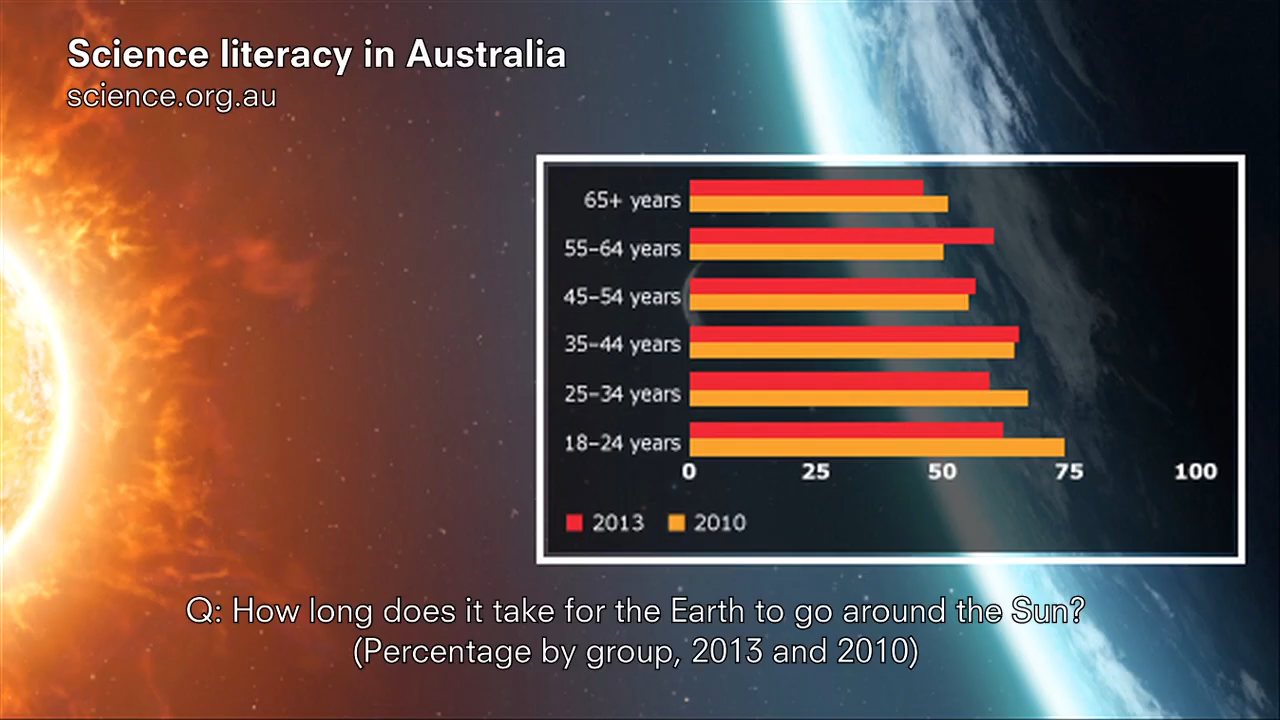 Science literacy in Australia
science.org.au
65+ years
55–64 years
45–54 years
35–44 years
25–34 years
18–24 years
0 25 50 75 100
2013 2010
Q: How long does it take for the Earth to go around the Sun?
(Percentage by group, 2013 and 2010)